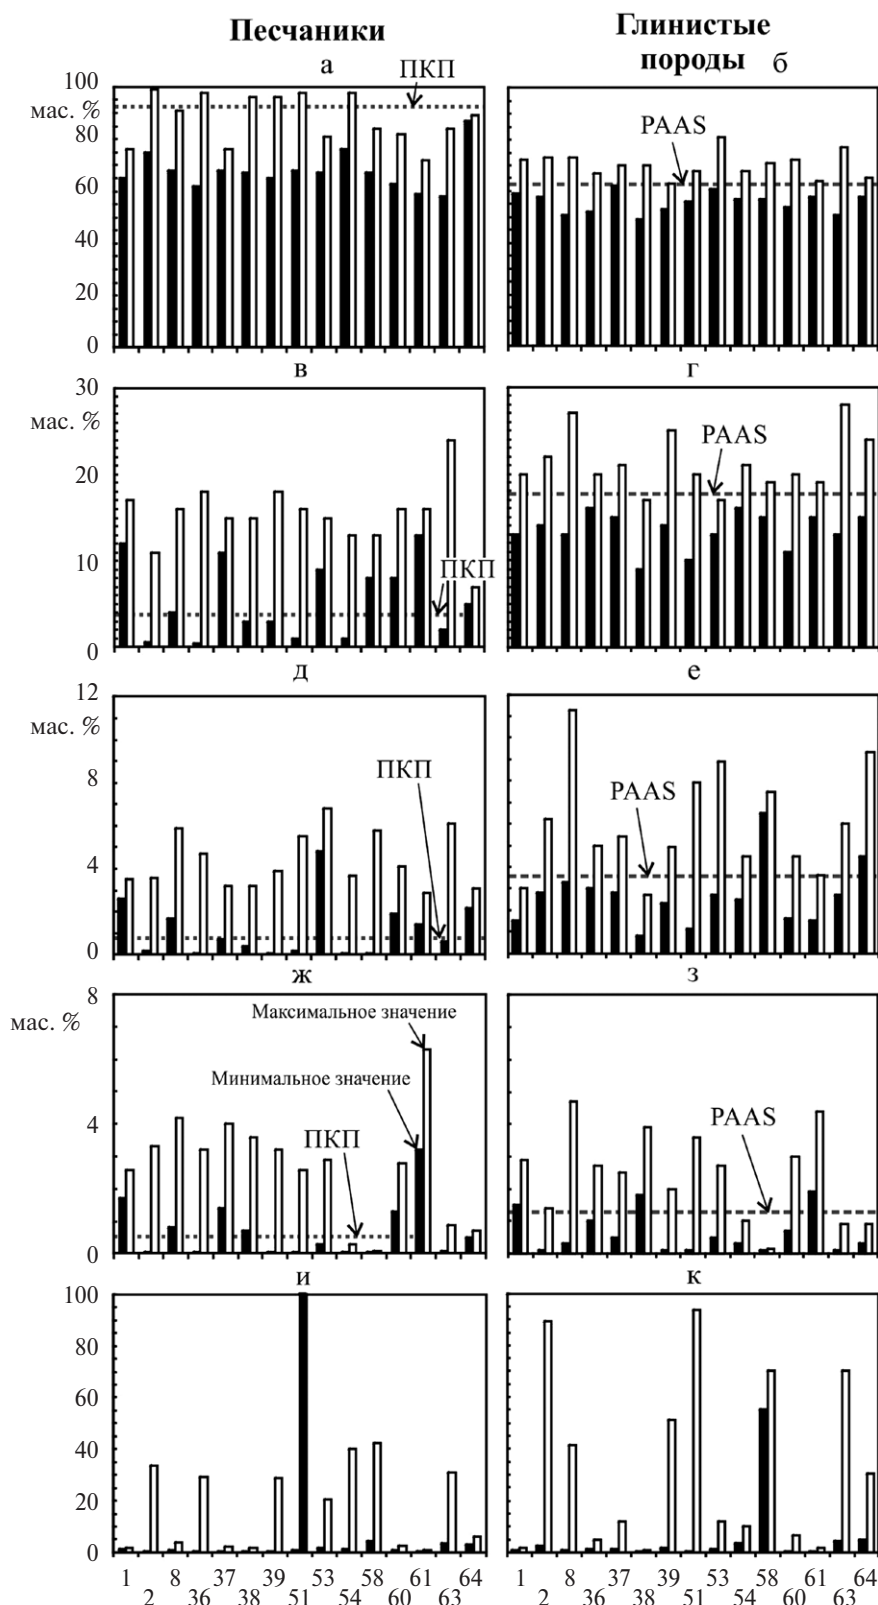 Песчаники
Глинистые
породы
а
б
100
мас. %
80
60
40
20
0
ПКП
PAAS
в
г
30
мас. %
20
10
0
ПКП
PAAS
д
е
12
мас. %
8
4
0
ПКП
PAAS
ж
з
8
мас. %
4
0
Максимальное значение
Минимальное значение
ПКП
PAAS
и
к
100
80
60
40
20
0
1 8 37 39 53 58 61 64
2 36 38 51 54 60 63
1 8 37 39 53 58 61 64
2 36 38 51 54 60 63